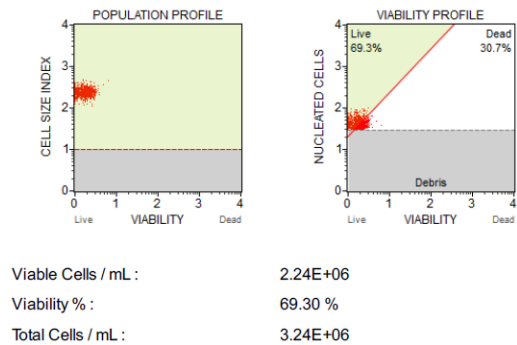 POPULATION PROFILE
4
3
2
1
0
CELL SIZE INDEX
0 1 2 3 4
Live VIABILITY Dead
VIABILITY PROFILE
4
3
2
1
0
NUCLEATED CELLS
Live Dead
69.3% 30.7%
Debris
0 1 2 3 4
Live VIABILITY Dead
Viable Cells / mL : 2.24E+06
Viability % : 69.30 %
Total Cells / mL : 3.24E+06